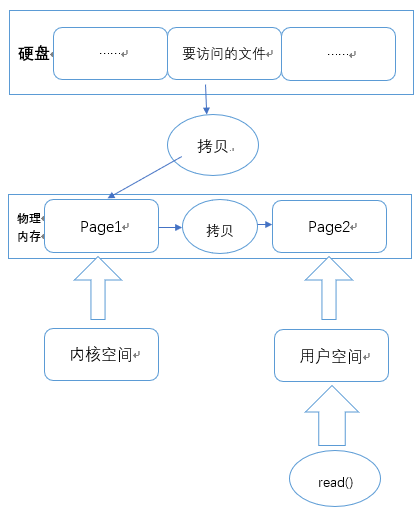 硬盘
……
要访问的文件
……
拷贝
物理
内存
Page1
拷贝
Page2
内核空间
用户空间
read()